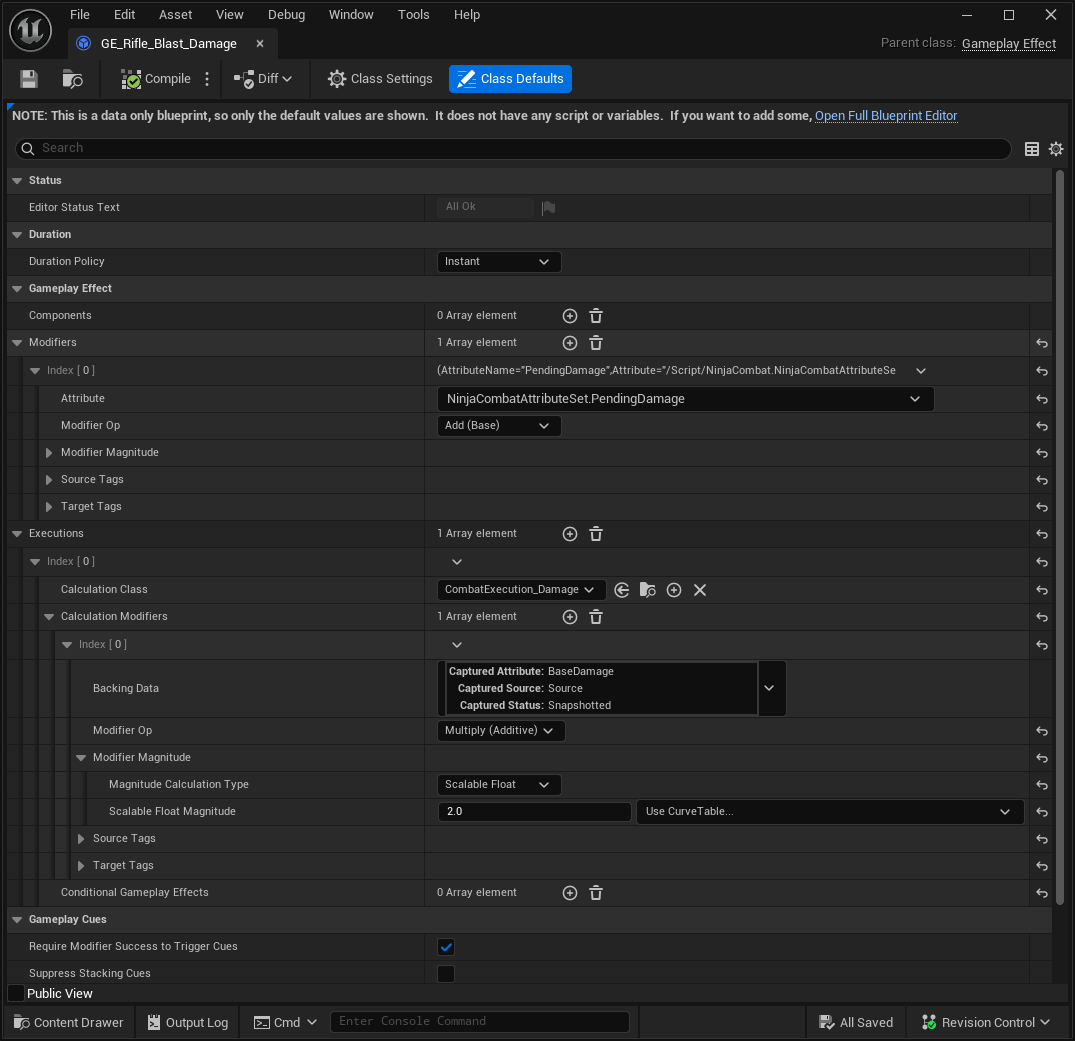 File Edit Asset View Debug Window Tools Help
GE_Rifle_Blast_Damage
Parent class: Gameplay Effect
Compile Diff Class Settings Class Defaults
NOTE: This is a data only blueprint, so only the default values are shown.  It does not have any script or variables.  If you want to add some, Open Full Blueprint Editor
Search
Status
Editor Status Text All Ok
Duration
Duration Policy Instant
Gameplay Effect
Components 0 Array element
Modifiers 1 Array element
Index [ 0 ] (AttributeName="PendingDamage",Attribute="/Script/NinjaCombat.NinjaCombatAttributeSe
Attribute NinjaCombatAttributeSet.PendingDamage
Modifier Op Add (Base)
Modifier Magnitude
Source Tags
Target Tags
Executions 1 Array element
Index [ 0 ]
Calculation Class CombatExecution_Damage
Calculation Modifiers 1 Array element
Index [ 0 ]
Captured Attribute: BaseDamage
Backing Data Captured Source: Source
Captured Status: Snapshotted
Modifier Op Multiply (Additive)
Modifier Magnitude
Magnitude Calculation Type Scalable Float
Scalable Float Magnitude 2.0 Use CurveTable...
Source Tags
Target Tags
Conditional Gameplay Effects 0 Array element
Gameplay Cues
Require Modifier Success to Trigger Cues
Suppress Stacking Cues
Public View
Content Drawer Output Log Cmd Enter Console Command All Saved Revision Control